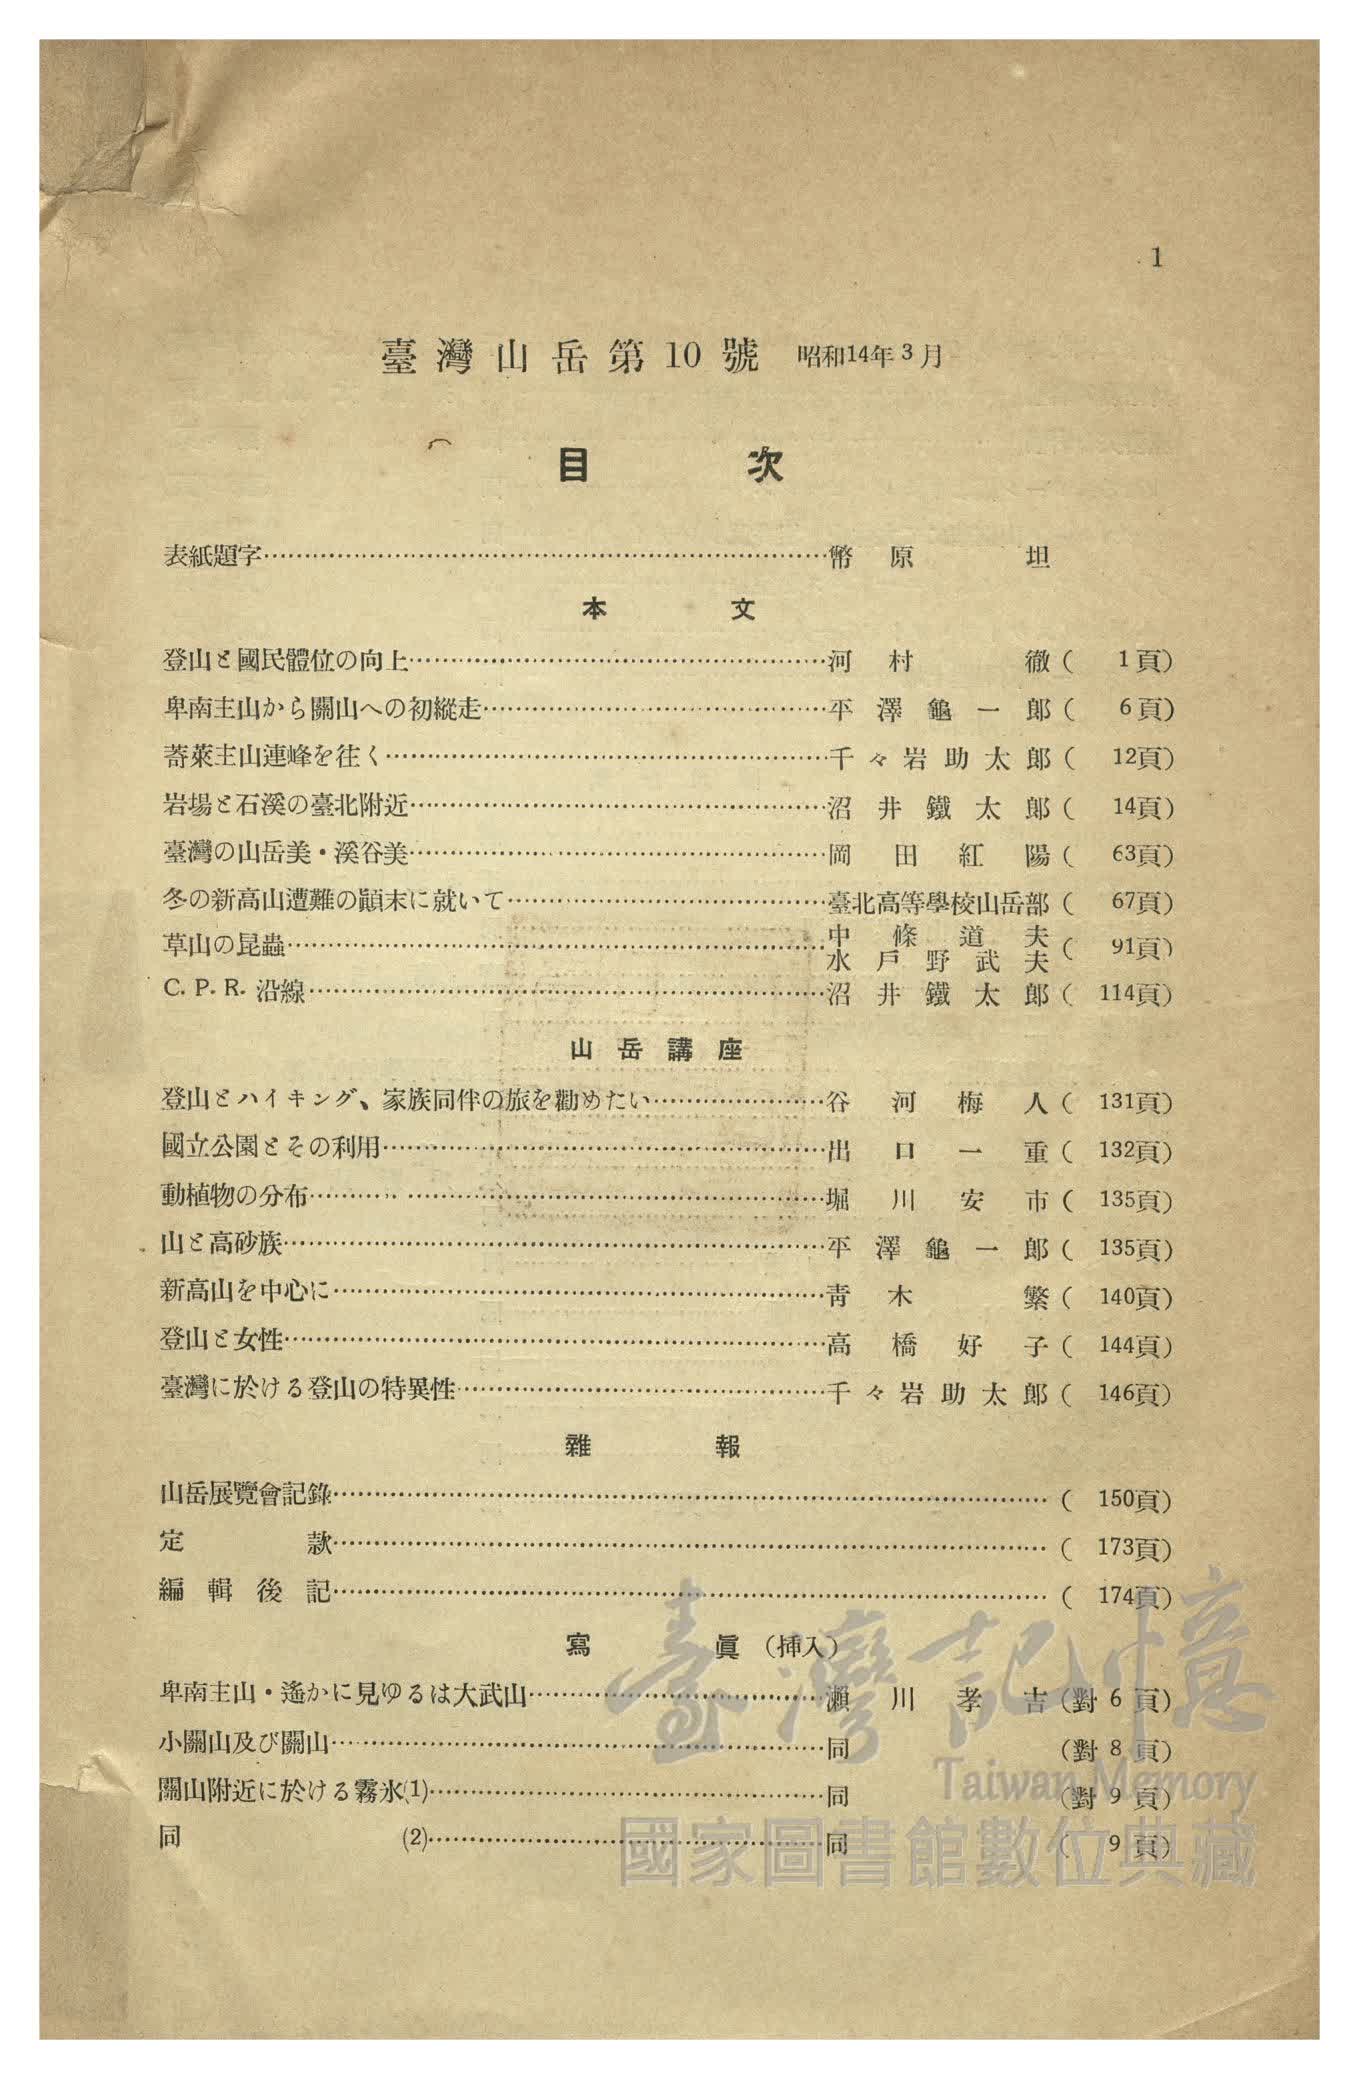 1
臺灣山岳第10號 昭和14年3月
目次
表紙題字……幣原坦
本文
登山と國民體位の向上……河村徹(1頁)
卑南主山から關山への初縱走……平澤龜一郎(6頁)
菩萊主山連峰を往く……千々岩助太郎(12頁)
岩場と石溪の臺北附近……沼井鐵太郎(14頁)
臺灣の山岳美・溪谷美……岡田紅陽(63頁)
冬の新高山遭難の顚末に就いて……臺北高等學校山岳部(67頁)
草山の昆蟲……中條道夫 水戶野武夫(91頁)
C. P. R. 沿線……沼井鐵太郎(114頁)
山岳講座
登山とハイキング、家族同伴の旅を勸めたい……谷河梅人(131頁)
國立公園とその利用……出口一重(132頁)
動植物の分布……堀川安市(135頁)
山と高砂族……平澤龜一郎(135頁)
新高山を中心に……靑木繁(140頁)
登山と女性……高橋好子(144頁)
臺灣に於ける登山の特異性……千々岩助太郎(146頁)
雜報
山岳展覽會記錄……(150頁)
定款……(173頁)
編輯後記……(174頁)
寫眞(揷入)
卑南主山・遙かに見ゆるは大武山……瀨川孝吉(對6頁)
小關山及び關山……同(對8頁)
關山附近に於ける霧氷(1)……同(對9頁)
同(2)……同(〃9頁)
臺灣記憶
Taiwan Memory
國家圖書館數位典藏